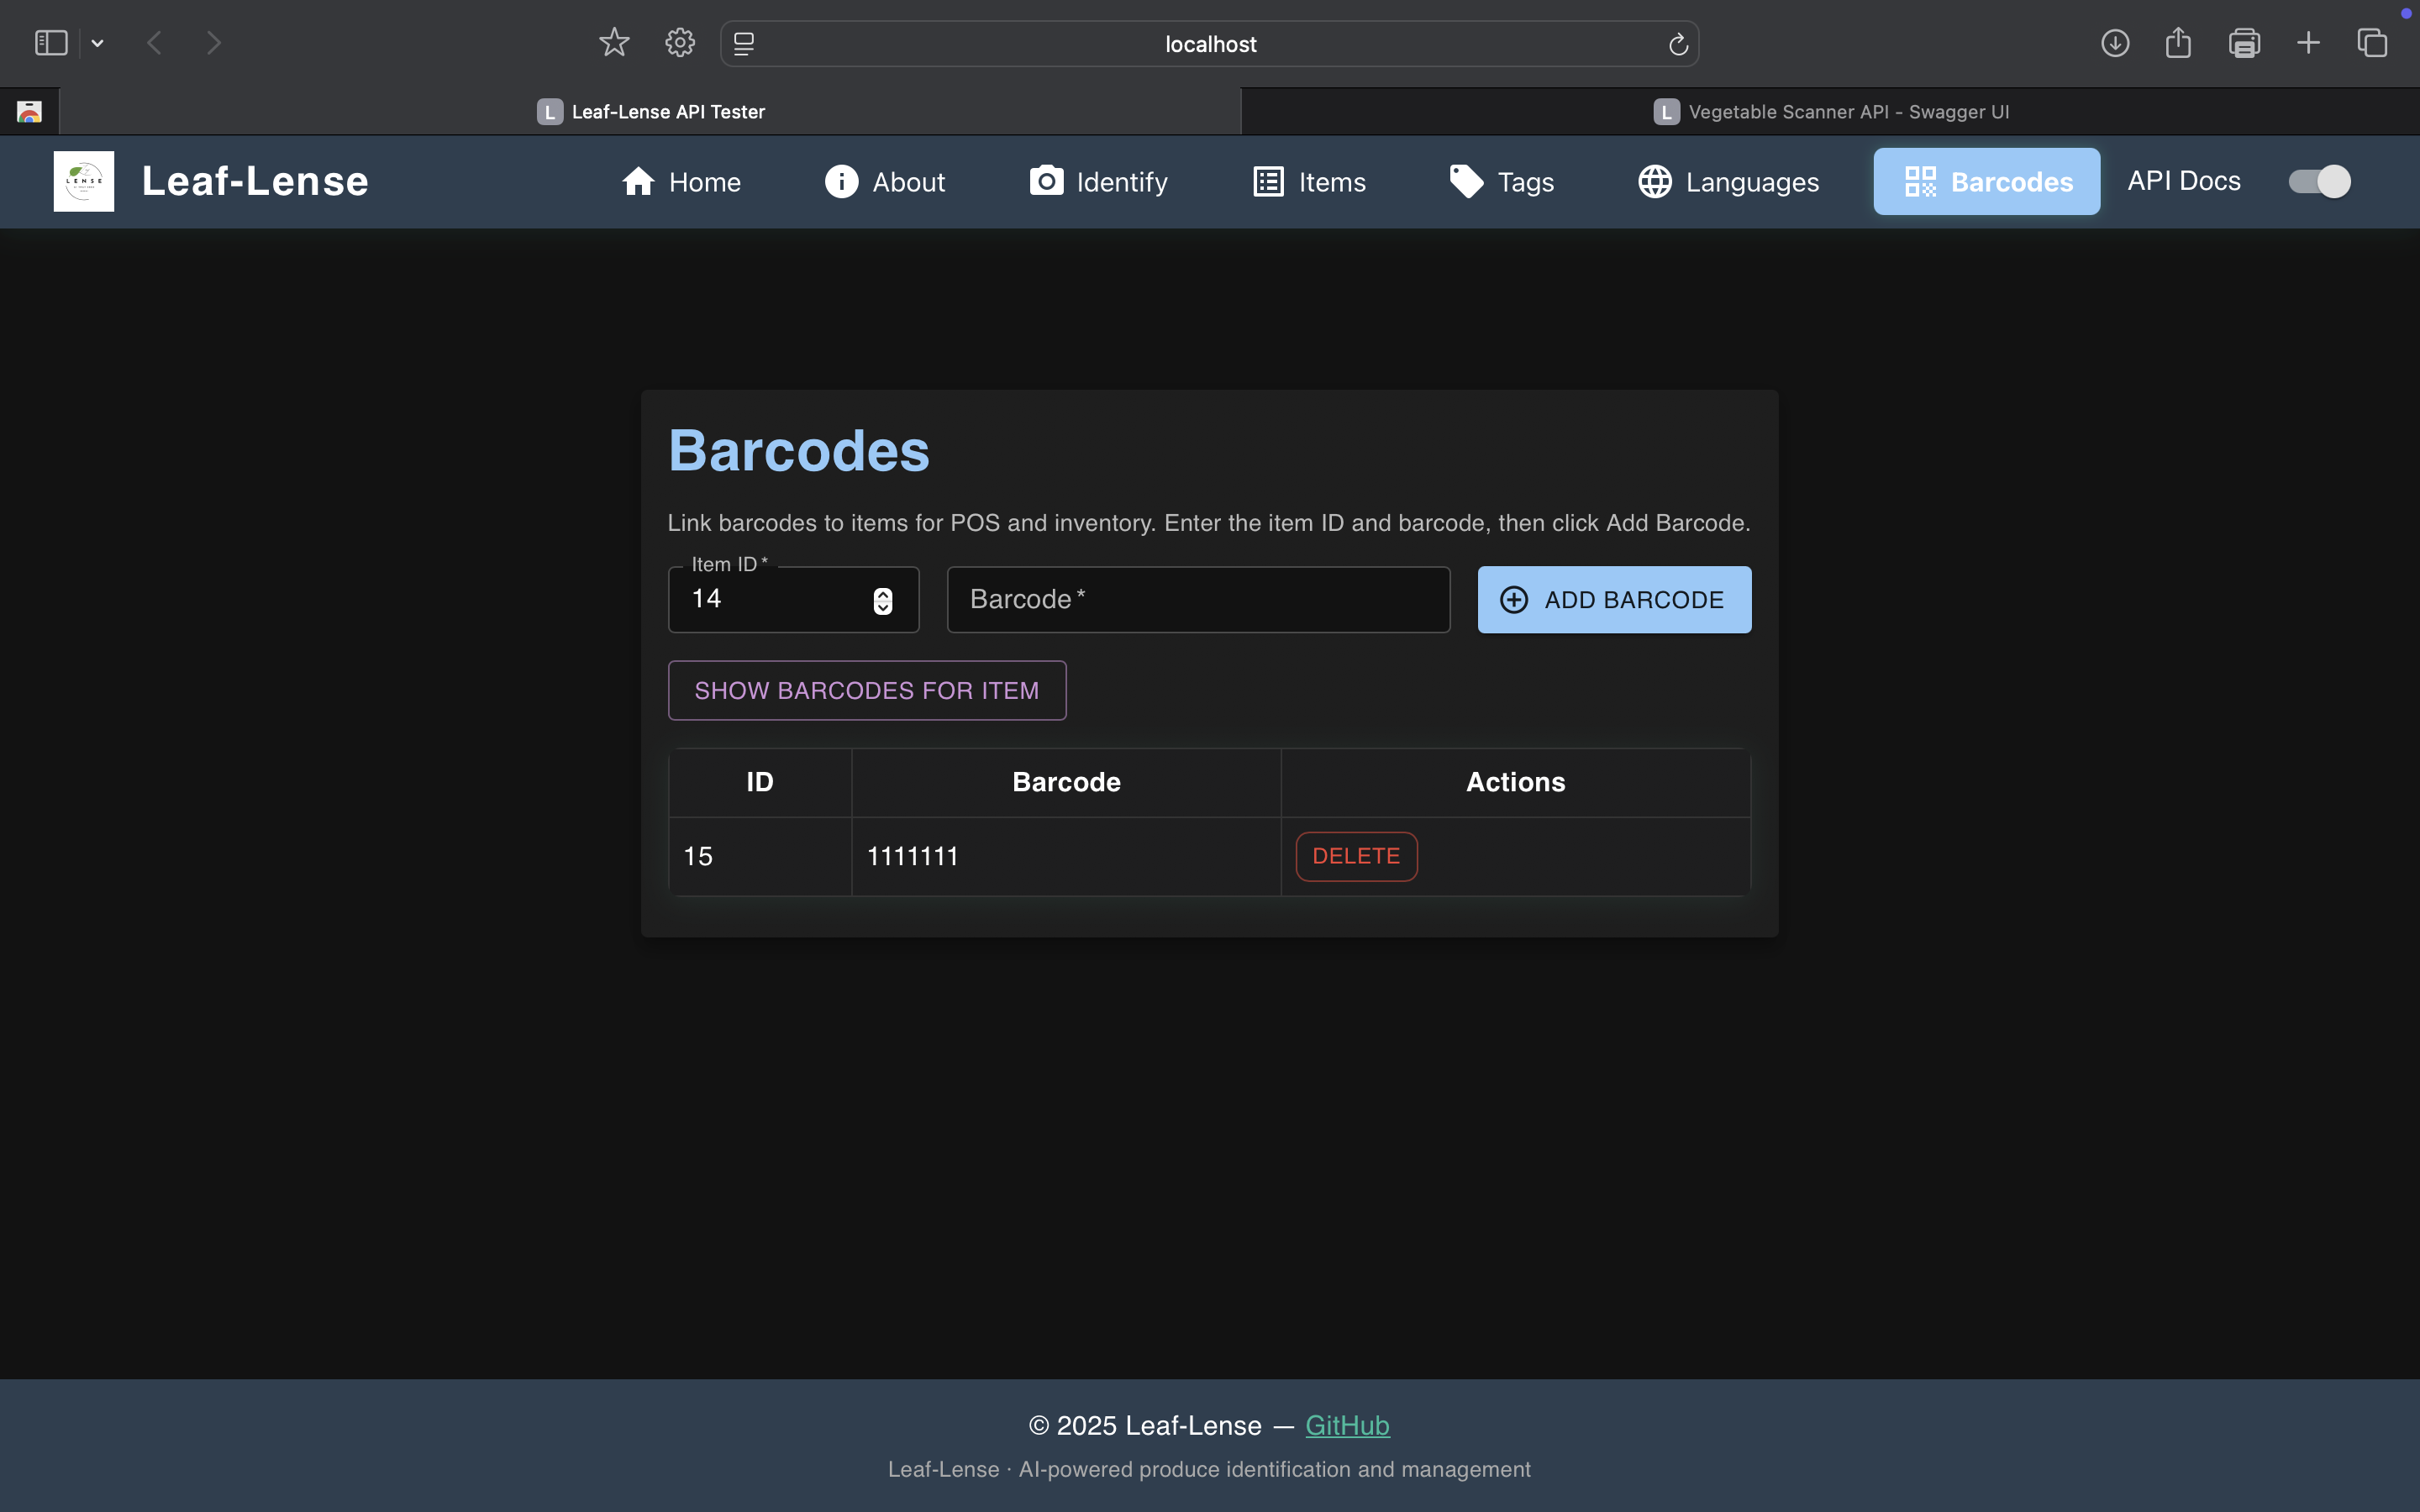 localhost
L Leaf-Lense API Tester
L Vegetable Scanner API - Swagger UI
LENSE
Leaf-Lense
Home
About
Identify
Items
Tags
Languages
Barcodes
API Docs
Barcodes
Link barcodes to items for POS and inventory. Enter the item ID and barcode, then click Add Barcode.
Item ID *
14
Barcode *
ADD BARCODE
SHOW BARCODES FOR ITEM
ID Barcode Actions
15 1111111 DELETE
© 2025 Leaf-Lense — GitHub
Leaf-Lense · AI-powered produce identification and management